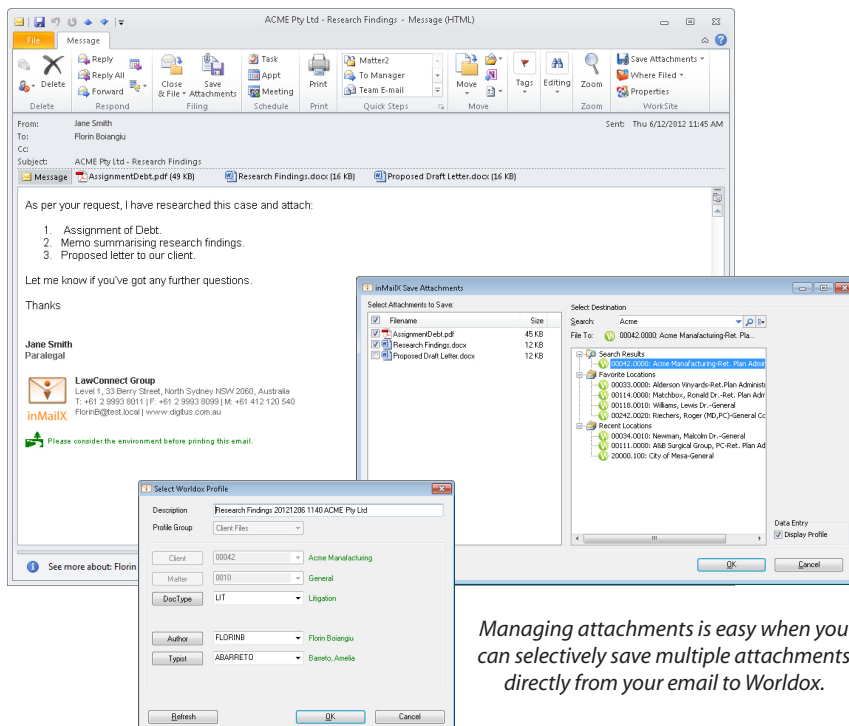 ACME Pty Ltd - Research Findings - Message (HTML)
File Message
Delete
Reply
Reply All
Forward
Close & File
Save Attachments
Task
Appt
Meeting
Print
Matter2
To Manager
Team E-mail
Move
Tags
Editing
Zoom
Save Attachments
Where Filed
Properties
Delete Respond Filing Schedule Print Quick Steps Move Zoom WorkSite
From: Jane Smith Sent: Thu 6/12/2012 11:45 AM
To: Florin Boiangiu
Cc:
Subject: ACME Pty Ltd - Research Findings
Message AssignmentDebt.pdf (49 KB) Research Findings.docx (16 KB) Proposed Draft Letter.docx (16 KB)
As per your request, I have researched this case and attach:
1. Assignment of Debt.
2. Memo summarising research findings.
3. Proposed letter to our client.
Let me know if you've got any further questions.
Thanks
Jane Smith
Paralegal
inMailX
LawConnect Group
Level 1, 33 Berry Street, North Sydney NSW 2060, Australia
T: +61 2 9993 8011 | F: +61 2 9993 8099 | M: +61 412 120 540
FlorinB@test.local | www.digitus.com.au
Please consider the environment before printing this email.
See more about: Florin
inMailX Save Attachments
Select Attachments to Save:
Filename Size
AssignmentDebt.pdf 45 KB
Research Findings.docx 12 KB
Proposed Draft Letter.docx 12 KB
Select Destination
Search: Acme
File To: 00042.0000: Acme Manafacturing-Ret. Pla...
Search Results
00042.0000: Acme Manafacturing-Ret. Plan Admin
Favorite Locations
00033.0000: Alderson Vinyards-Ret.Plan Administr
00114.0000: Matchbox, Ronald Dr.-Ret. Plan Adm
00118.0010: Williams, Lewis Dr.-General
00242.0020: Riechers, Roger (MD,PC)-General Cc
Recent Locations
00034.0010: Newman, Malcolm Dr.-General
00111.0000: A&B Surgical Group, PC-Ret. Plan Ad
20000.100: City of Mesa-General
Data Entry
Display Profile
OK Cancel
Select Worldox Profile
Description Research Findings 20121206 1140 ACME Pty Ltd
Profile Group Client Files
Client 00042 Acme Manafacturing
Matter 0010 General
DocType LIT Litigation
Author FLORINB Florin Boiangiu
Typist ABARRETO Barreto, Amelia
Refresh OK Cancel
Managing attachments is easy when you
can selectively save multiple attachments
directly from your email to Worldox.